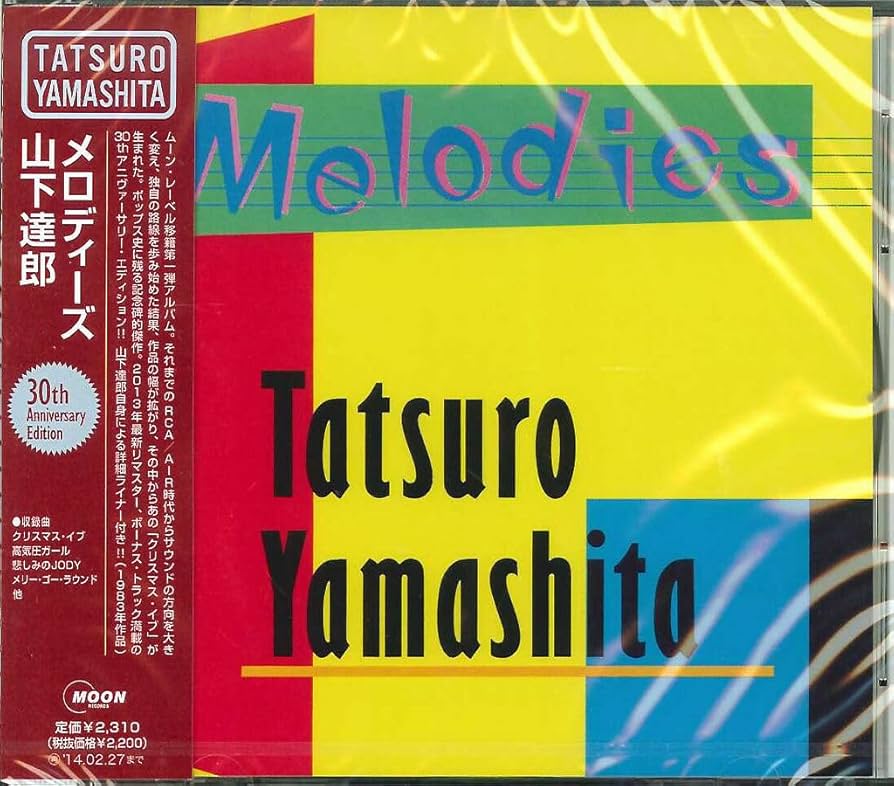 TATSURO
YAMASHITA
メロディーズ
山下達郎
30th
Anniversary
Edition
●収録曲
クリスマス・イブ
高気圧ガール
悲しみのJODY
メリー・ゴー・ラウンド
他
MOON
RECORDS
定価¥2,310
(税抜価格¥2,200)
'14.02.27まで
ムーン・レーベル移籍第一弾アルバム。それまでのRCA/AIR時代からサウンドの方向を大き
く変え、独自の路線を歩み始めた結果、作品の幅が拡がり、その中からあの「クリスマス・イブ」が
生まれた。ポップス史に残る記念碑的傑作。2013年最新リマスター、ボーナス・トラック満載の
30thアニヴァーサリー・エディション!! 山下達郎自身による詳細ライナー付き!!(1983年作品)
Melodies
Tatsuro
Yamashita